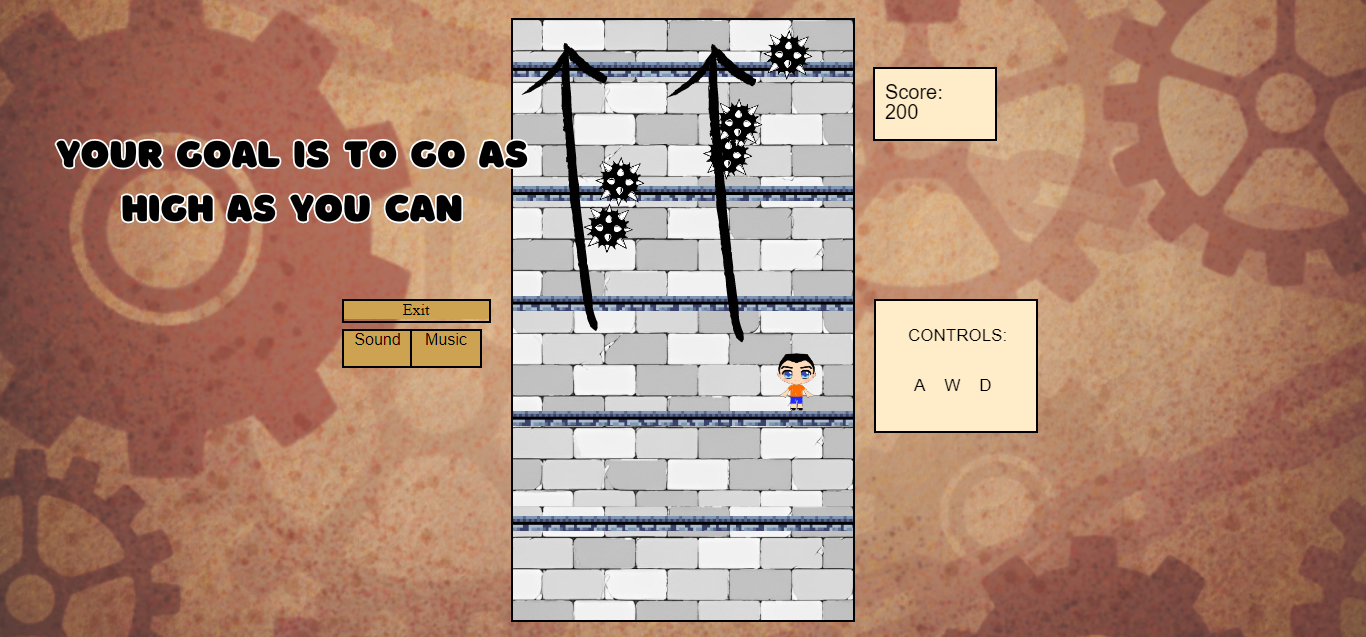 YOUR GOAL IS TO GO AS
HIGH AS YOU CAN
Exit
Sound Music
Score:
200
CONTROLS:
A W D